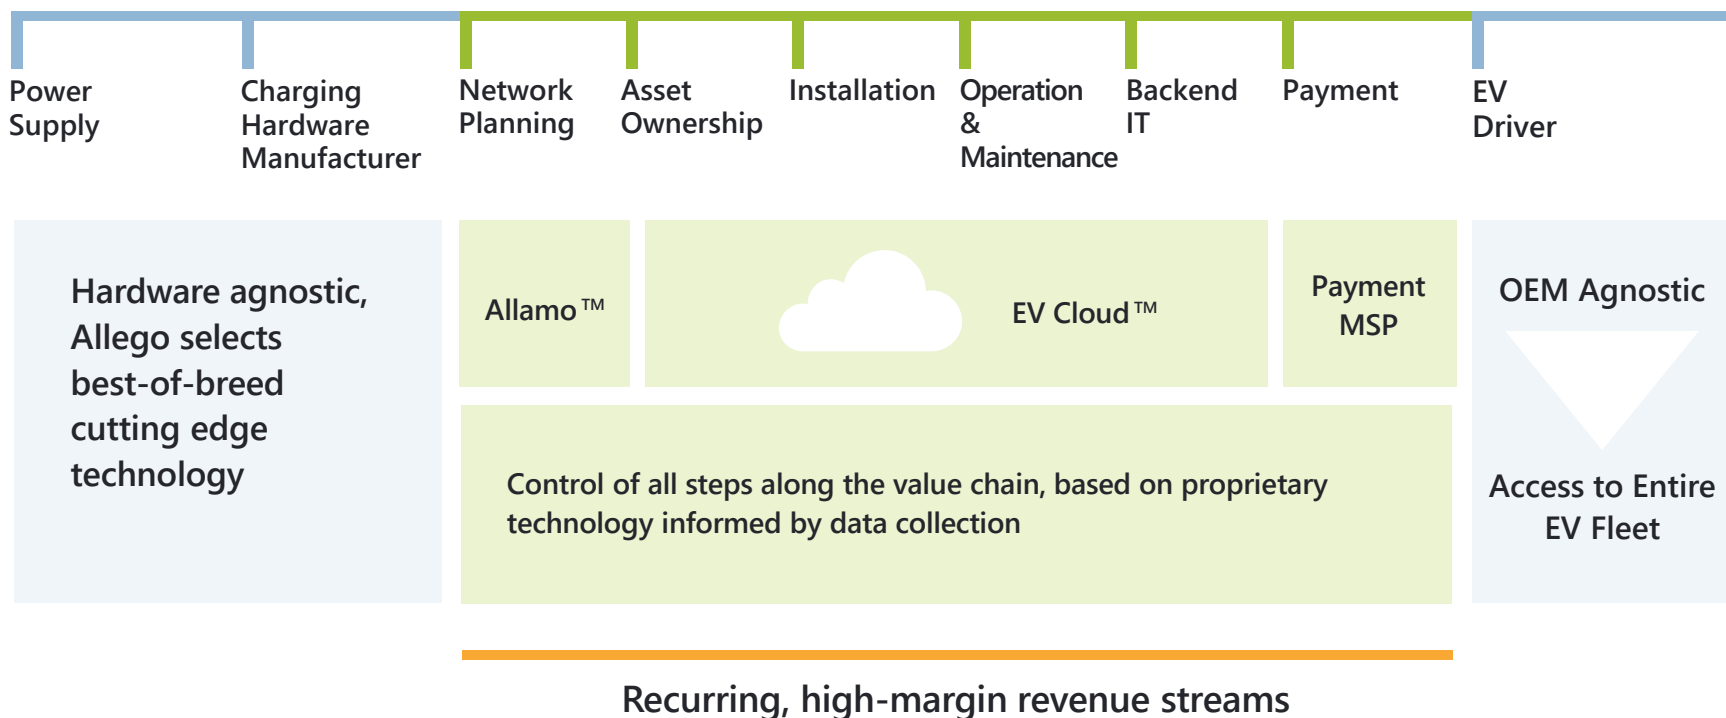 Power
Supply
Charging
Hardware
Manufacturer
Network
Planning
Asset
Ownership
Installation
Operation
&
Maintenance
Backend
IT
Payment
EV
Driver
Hardware agnostic,
Allego selects
best-of-breed
cutting edge
technology
Allamo™
EV Cloud™
Payment
MSP
OEM Agnostic
Access to Entire
EV Fleet
Control of all steps along the value chain, based on proprietary
technology informed by data collection
Recurring, high-margin revenue streams